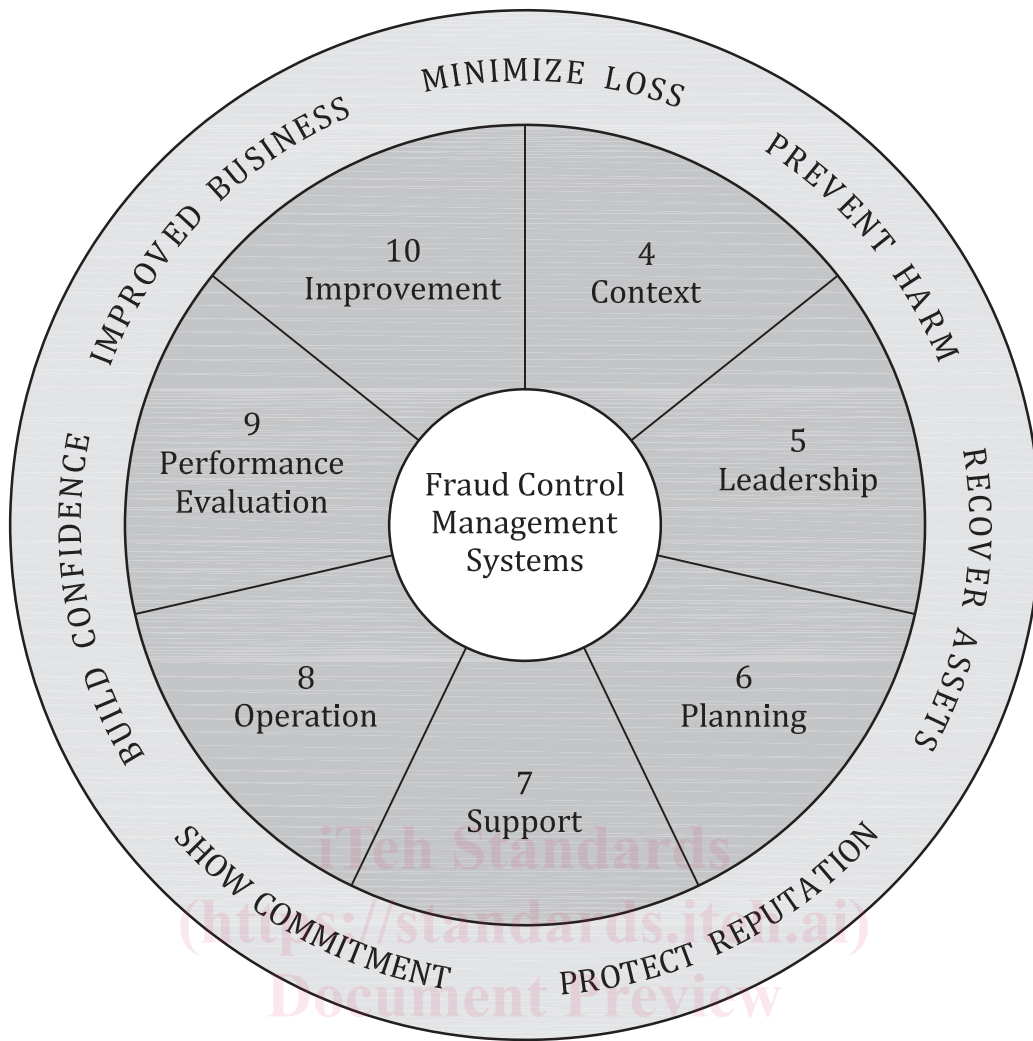 MINIMIZE LOSS
PREVENT HARM
RECOVER ASSETS
PROTECT REPUTATION
SHOW COMMITMENT
BUILD CONFIDENCE
IMPROVED BUSINESS
4
Context
5
Leadership
6
Planning
7
Support
8
Operation
9
Performance
Evaluation
10
Improvement
Fraud Control
Management
Systems
iTeh Standards
(https://standards.iteh.ai)
Document Preview